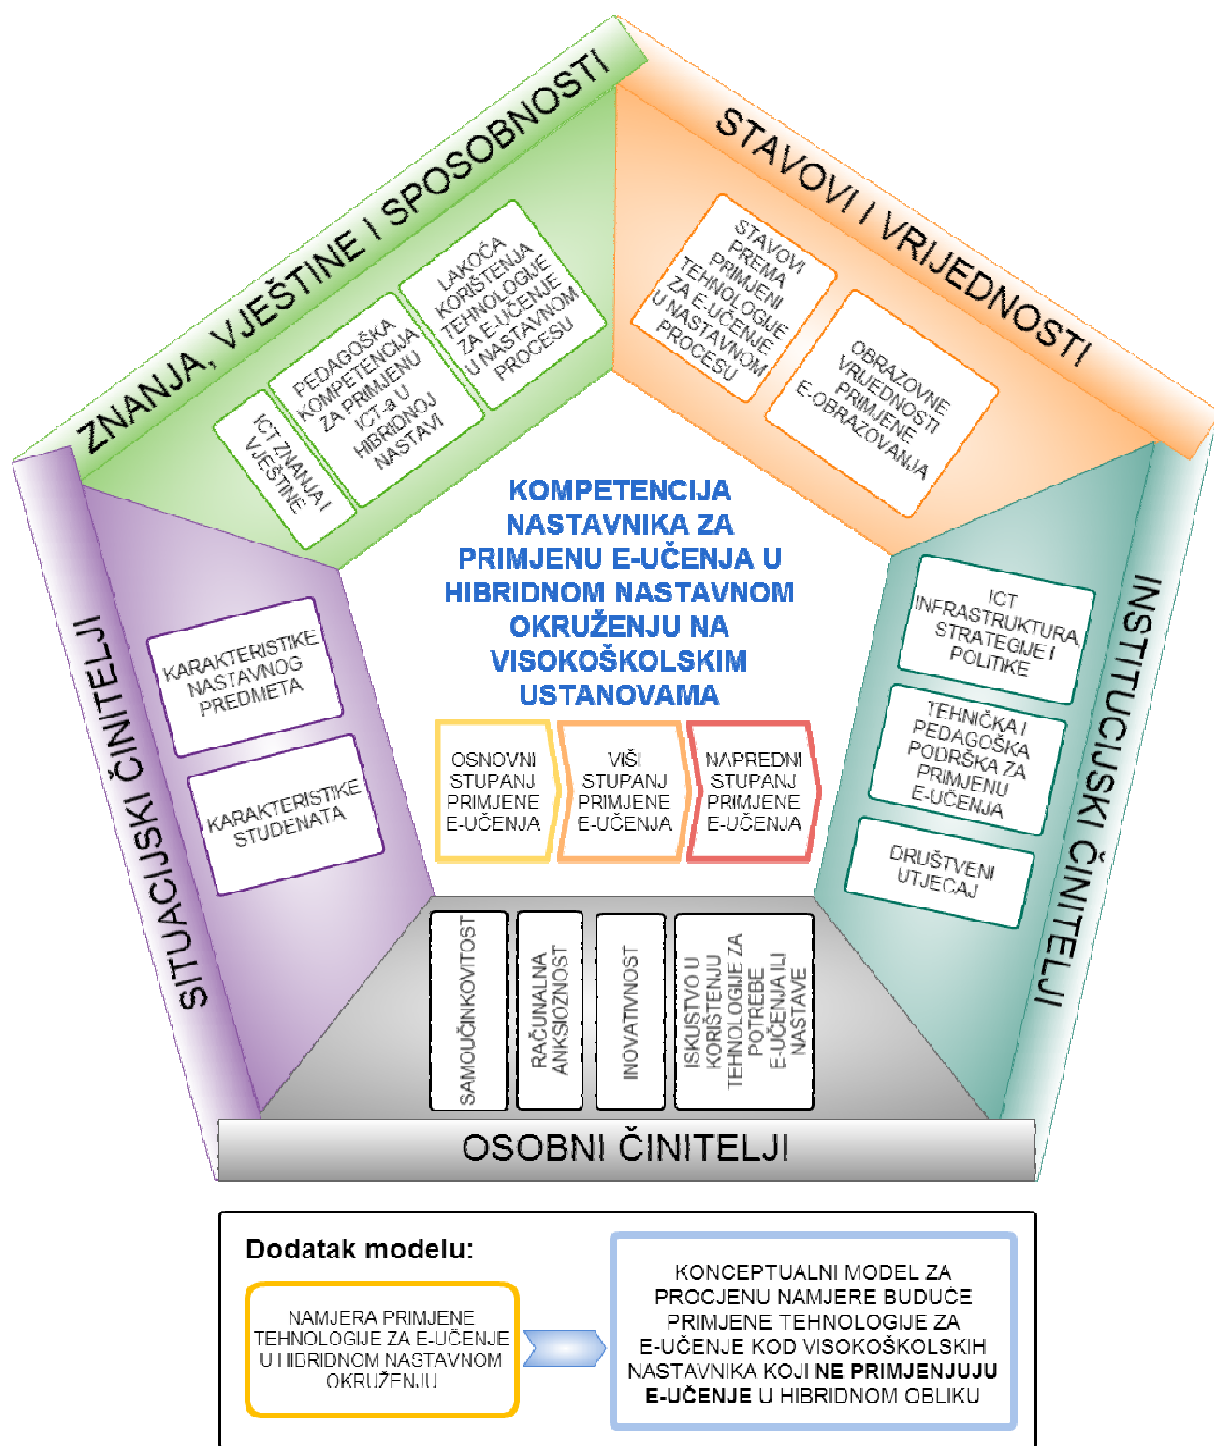 ZNANJA, VJEŠTINE I SPOSOBNOSTI
ICT ZNANJA I
VJEŠTINE
PEDAGOŠKA
KOMPETENCIJA
ZA PRIMJENU
ICT-a U
HIBRIDNOJ
NASTAVI
LAKOĆA
KORIŠTENJA
TEHNOLOGIJE
ZA E-UČENJE
U NASTAVNOM
PROCESU
STAVOVI I VRIJEDNOSTI
STAVOVI
PREMA
PRIMJENI
TEHNOLOGIJE
ZA E-UČENJE
U NASTAVNOM
PROCESU
OBRAZOVNE
VRIJEDNOSTI
PRIMJENE
E-OBRAZOVANJA
SITUACIJSKI ČINITELJI
KARAKTERISTIKE
NASTAVNOG
PREDMETA
KARAKTERISTIKE
STUDENATA
KOMPETENCIJA
NASTAVNIKA ZA
PRIMJENU E-UČENJA U
HIBRIDNOM NASTAVNOM
OKRUŽENJU NA
VISOKOŠKOLSKIM
USTANOVAMA
OSNOVNI
STUPANJ
PRIMJENE
E-UČENJA
VIŠI
STUPANJ
PRIMJENE
E-UČENJA
NAPREDNI
STUPANJ
PRIMJENE
E-UČENJA
INSTITUCIJSKI ČINITELJI
ICT
INFRASTRUKTURA,
STRATEGIJE I
POLITIKE
TEHNIČKA I
PEDAGOŠKA
PODRŠKA ZA
PRIMJENU
E-UČENJA
DRUŠTVENI
UTJECAJ
SAMOUČINKOVITOST
RAČUNALNA
ANKSIOZNOST
INOVATIVNOST
ISKUSTVO U
KORIŠTENJU
TEHNOLOGIJE ZA
POTREBE
E-UČENJA ILI
NASTAVE
OSOBNI ČINITELJI
Dodatak modelu:
NAMJERA PRIMJENE
TEHNOLOGIJE ZA E-UČENJE
U HIBRIDNOM NASTAVNOM
OKRUŽENJU
KONCEPTUALNI MODEL ZA
PROCJENU NAMJERE BUDUĆE
PRIMJENE TEHNOLOGIJE ZA
E-UČENJE KOD VISOKOŠKOLSKIH
NASTAVNIKA KOJI NE PRIMJENJUJU
E-UČENJE U HIBRIDNOM OBLIKU